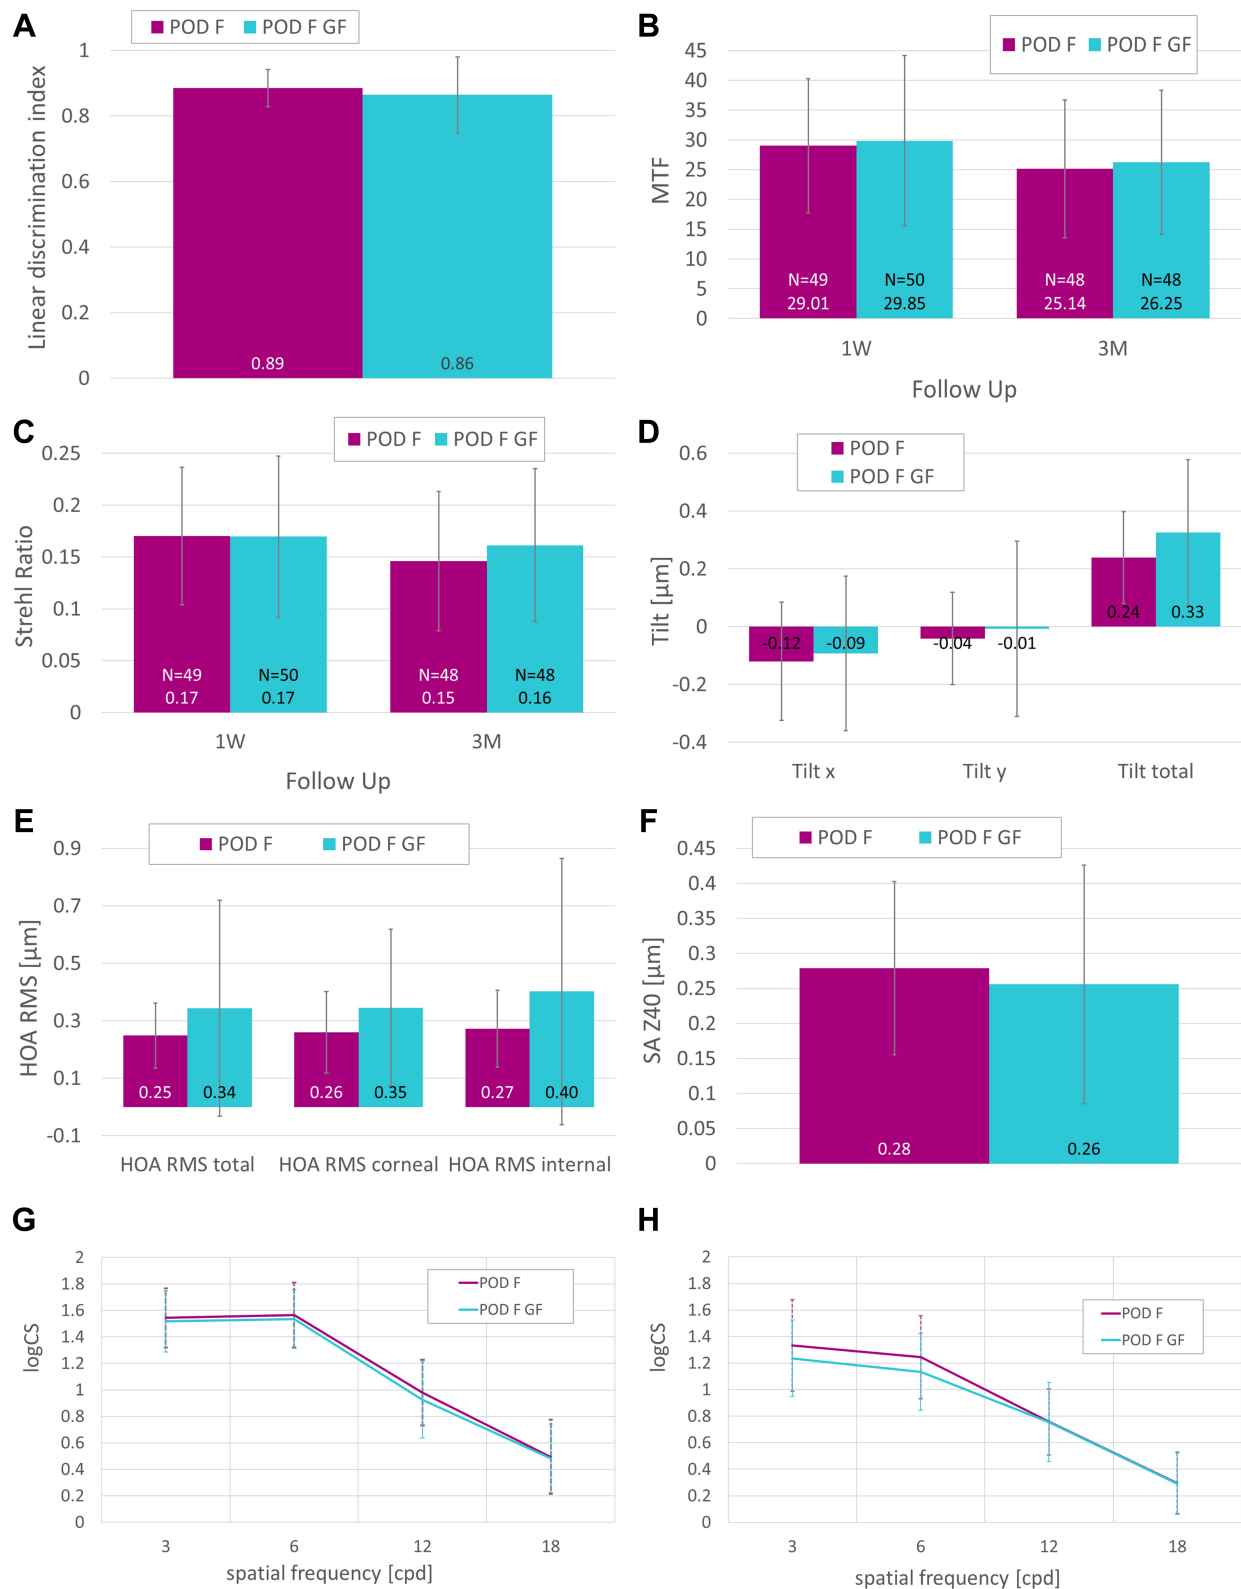 A
POD F
POD F GF
Linear discrimination index
1
0.8
0.6
0.4
0.2
0
0.89
0.86
B
POD F
POD F GF
MTF
45
40
35
30
25
20
15
10
5
0
N=49
29.01
N=50
29.85
N=48
25.14
N=48
26.25
1W
3M
Follow Up
C
POD F
POD F GF
Strehl Ratio
0.25
0.2
0.15
0.1
0.05
0
N=49
0.17
N=50
0.17
N=48
0.15
N=48
0.16
1W
3M
Follow Up
D
POD F
POD F GF
Tilt [µm]
0.6
0.4
0.2
0
-0.2
-0.4
-0.12
-0.09
-0.04
-0.01
0.24
0.33
Tilt x
Tilt y
Tilt total
E
POD F
POD F GF
HOA RMS [µm]
0.9
0.7
0.5
0.3
0.1
-0.1
0.25
0.34
0.26
0.35
0.27
0.40
HOA RMS total
HOA RMS corneal
HOA RMS internal
F
POD F
POD F GF
SA Z40 [µm]
0.45
0.4
0.35
0.3
0.25
0.2
0.15
0.1
0.05
0
0.28
0.26
G
POD F
POD F GF
logCS
2
1.8
1.6
1.4
1.2
1
0.8
0.6
0.4
0.2
0
3
6
12
18
spatial frequency [cpd]
H
POD F
POD F GF
logCS
2
1.8
1.6
1.4
1.2
1
0.8
0.6
0.4
0.2
0
3
6
12
18
spatial frequency [cpd]